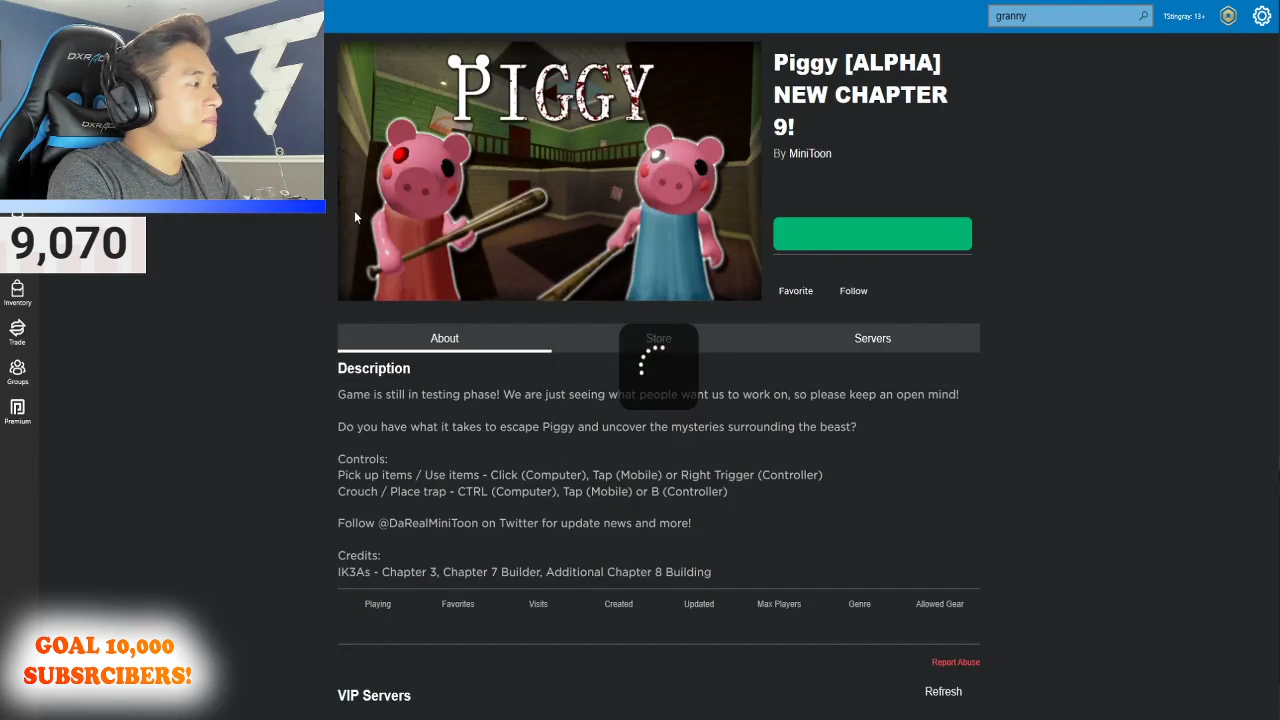 granny
TStingray: 13+
DXRACER
DXRACER
PIGGY
Piggy [ALPHA]
NEW CHAPTER
9!
By MiniToon
9,070
Favorite
Follow
Inventory
Trade
Groups
Premium
About
Store
Servers
Description
Game is still in testing phase! We are just seeing what people want us to work on, so please keep an open mind!
Do you have what it takes to escape Piggy and uncover the mysteries surrounding the beast?
Controls:
Pick up items / Use items - Click (Computer), Tap (Mobile) or Right Trigger (Controller)
Crouch / Place trap - CTRL (Computer), Tap (Mobile) or B (Controller)
Follow @DaRealMiniToon on Twitter for update news and more!
Credits:
IK3As - Chapter 3, Chapter 7 Builder, Additional Chapter 8 Building
Playing Favorites Visits Created Updated Max Players Genre Allowed Gear
GOAL 10,000
SUBSRCIBERS!
Report Abuse
VIP Servers
Refresh